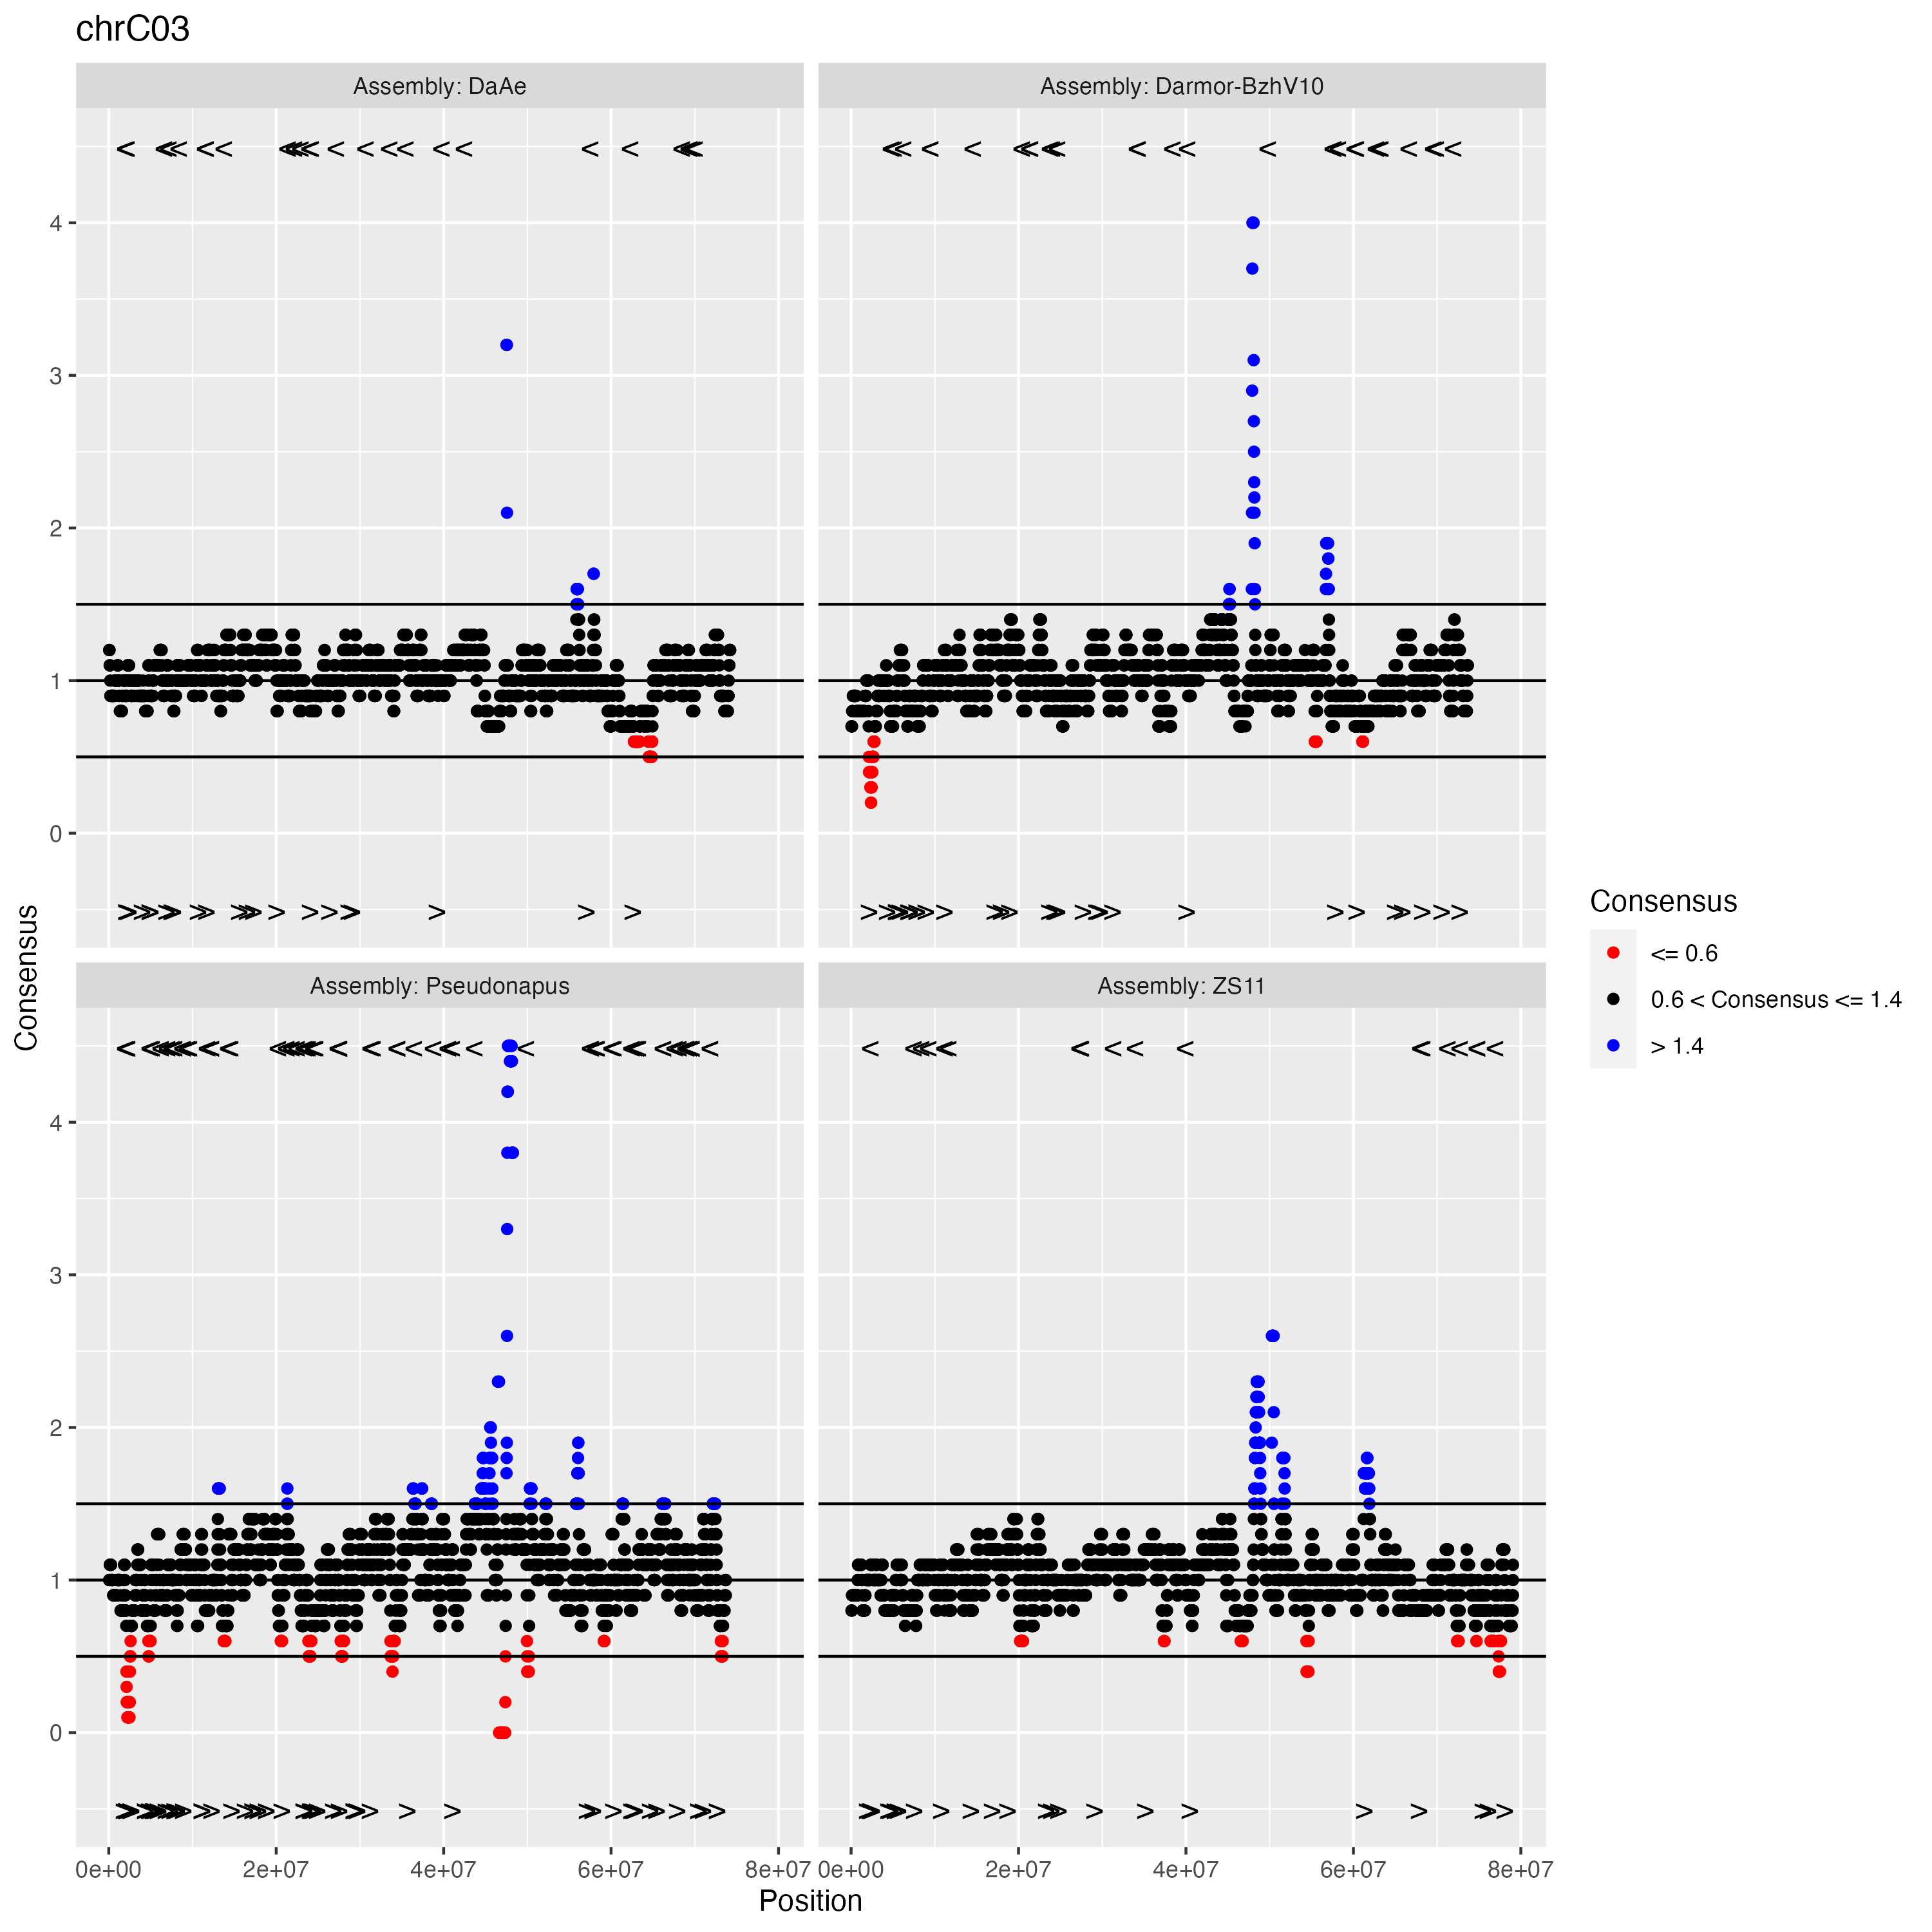 chrC03
Assembly: DaAe
Assembly: Darmor-BzhV10
4
3
2
1
0
Consensus
Assembly: Pseudonapus
Assembly: ZS11
4
3
2
1
0
0e+00 2e+07 4e+07 6e+07 8e+07
0e+00 2e+07 4e+07 6e+07 8e+07
Position
Consensus
<= 0.6
0.6 < Consensus <= 1.4
> 1.4